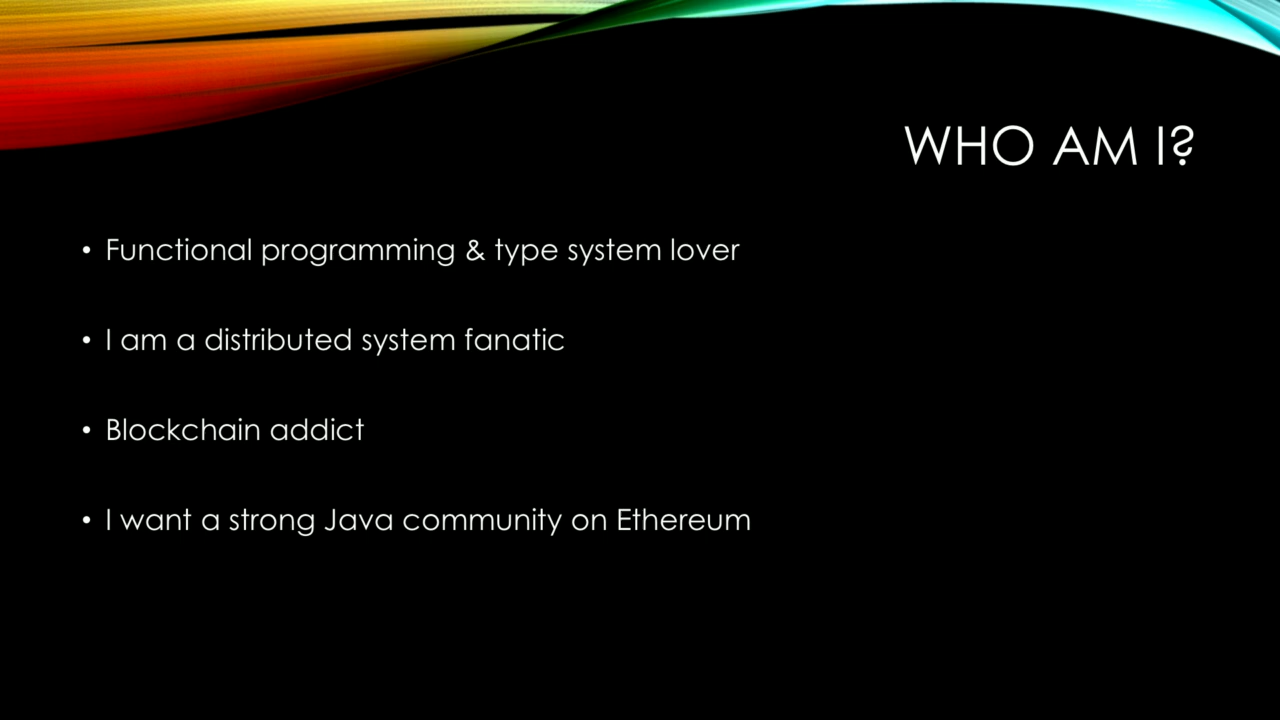 WHO AM I?
• Functional programming & type system lover
• I am a distributed system fanatic
• Blockchain addict
• I want a strong Java community on Ethereum